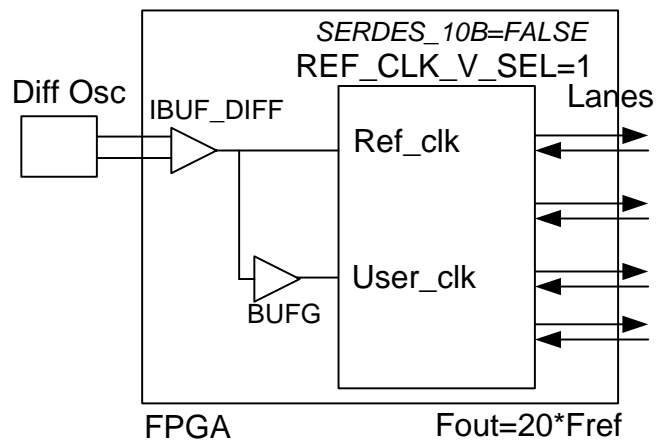 SERDES_10B=FALSE
REF_CLK_V_SEL=1
Diff Osc
IBUF_DIFF
Lanes
Ref_clk
User_clk
BUFG
FPGA
Fout=20*Fref